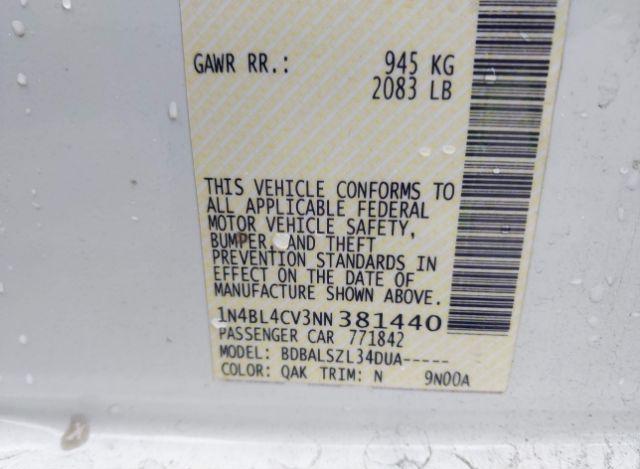 GAWR RR.: 945 KG
2083 LB
THIS VEHICLE CONFORMS TO
ALL APPLICABLE FEDERAL
MOTOR VEHICLE SAFETY,
BUMPER, AND THEFT
PREVENTION STANDARDS IN
EFFECT ON THE DATE OF
MANUFACTURE SHOWN ABOVE.
1N4BL4CV3NN381440
PASSENGER CAR 771842
MODEL: BDBALSZL34DUA-----
COLOR: QAK TRIM: N 9N00A